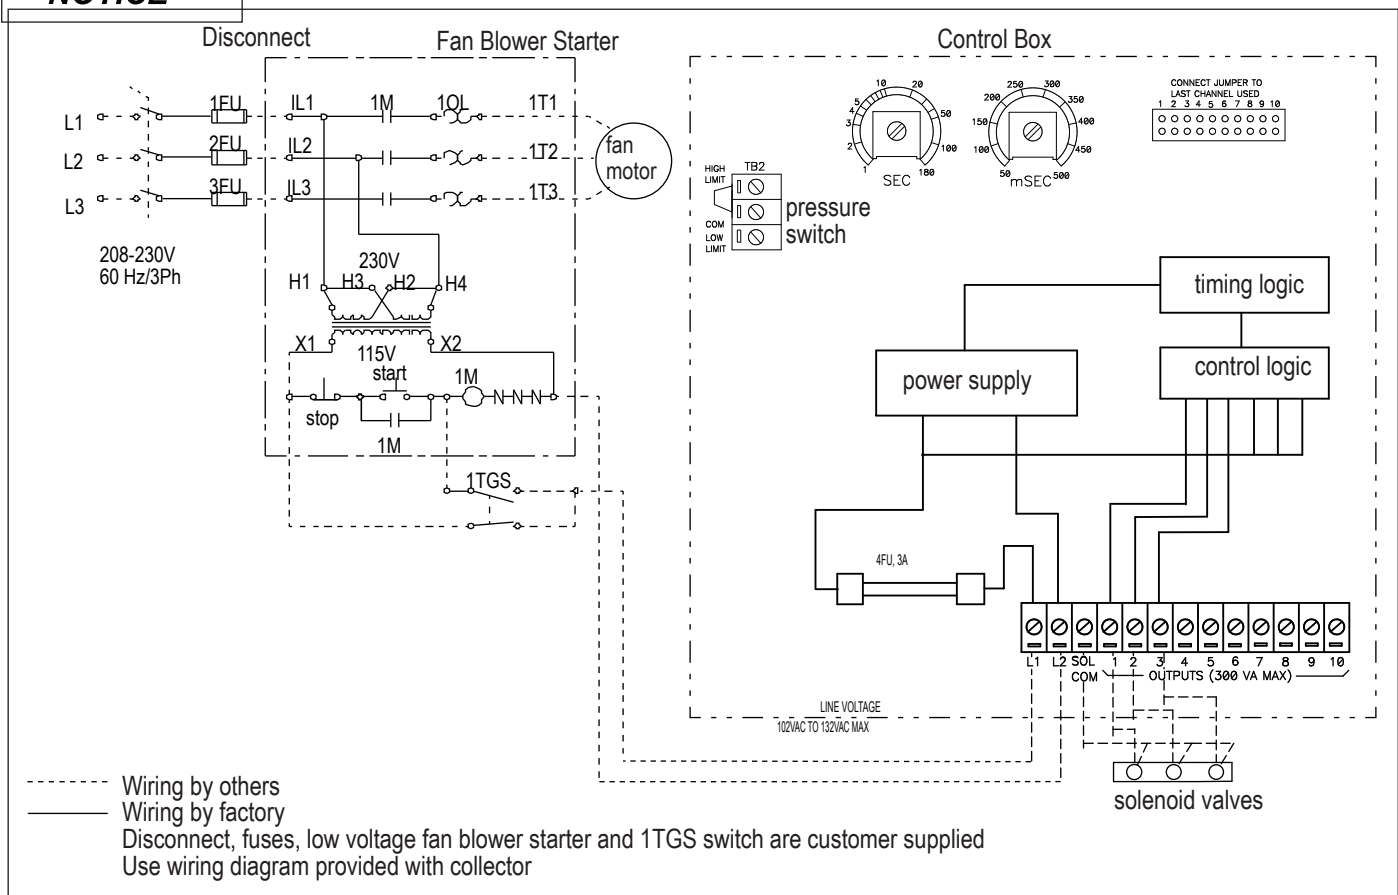 NOTICE
Disconnect
Fan Blower Starter
Control Box
L1
1FU
IL1
1M
1OL
1T1
L2
2FU
IL2
1T2
L3
3FU
IL3
1T3
fan
motor
208-230V
60 Hz/3Ph
230V
H1
H3
H2
H4
X1
X2
115V
start
1M
stop
1M
1TGS
1 2 3 4 5 10 20 50 100 180
SEC
50 100 150 200 250 300 350 400 450 500
mSEC
CONNECT JUMPER TO
LAST CHANNEL USED
1 2 3 4 5 6 7 8 9 10
HIGH
LIMIT
TB2
COM
LOW
LIMIT
pressure
switch
timing logic
power supply
control logic
4FU, 3A
L1 L2 SOL 1 2 3 4 5 6 7 8 9 10
COM OUTPUTS (300 VA MAX)
LINE VOLTAGE
102VAC TO 132VAC MAX
solenoid valves
Wiring by others
Wiring by factory
Disconnect, fuses, low voltage fan blower starter and 1TGS switch are customer supplied
Use wiring diagram provided with collector